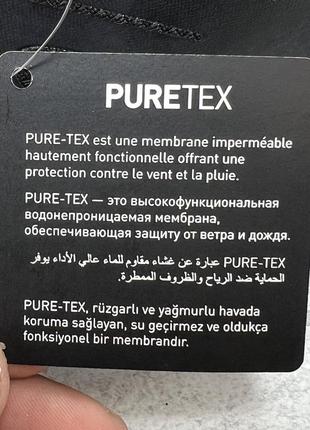 PURETEX
PURE-TEX est une membrane imperméable
hautement fonctionnelle offrant une
protection contre le vent et la pluie.
PURE-TEX — это высокофункциональная
водонепроницаемая мембрана,
обеспечивающая защиту от ветра и дождя.
PURE-TEX عبارة عن غشاء مقاوم للماء عالي الأداء يوفر
الحماية ضد الرياح والظروف الممطرة.
PURE-TEX, rüzgarlı ve yağmurlu havada
koruma sağlayan, su geçirmez ve oldukça
fonksiyonel bir membrandır.